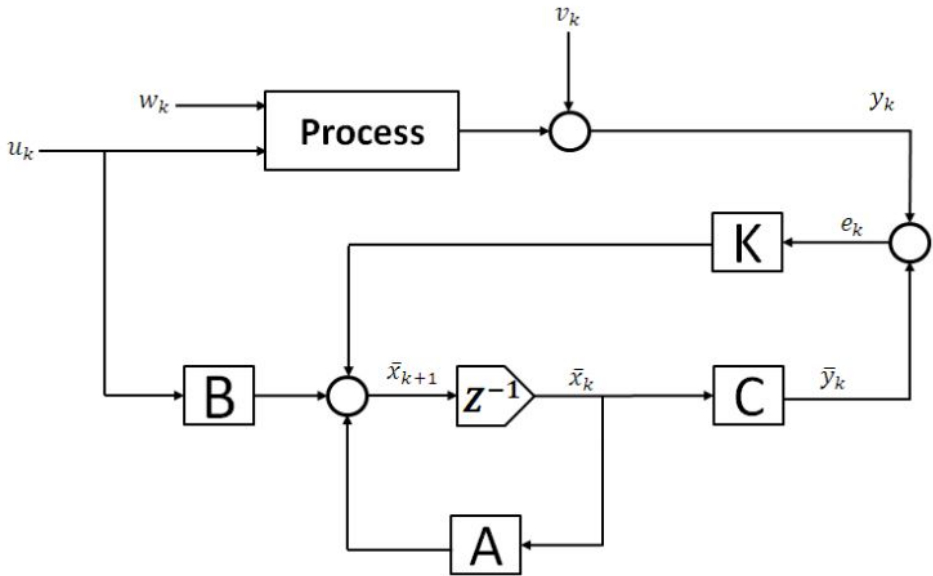 v_k
w_k
Process
y_k
u_k
K
e_k
B
x̄_{k+1}
z^{-1}
x̄_k
C
ȳ_k
A